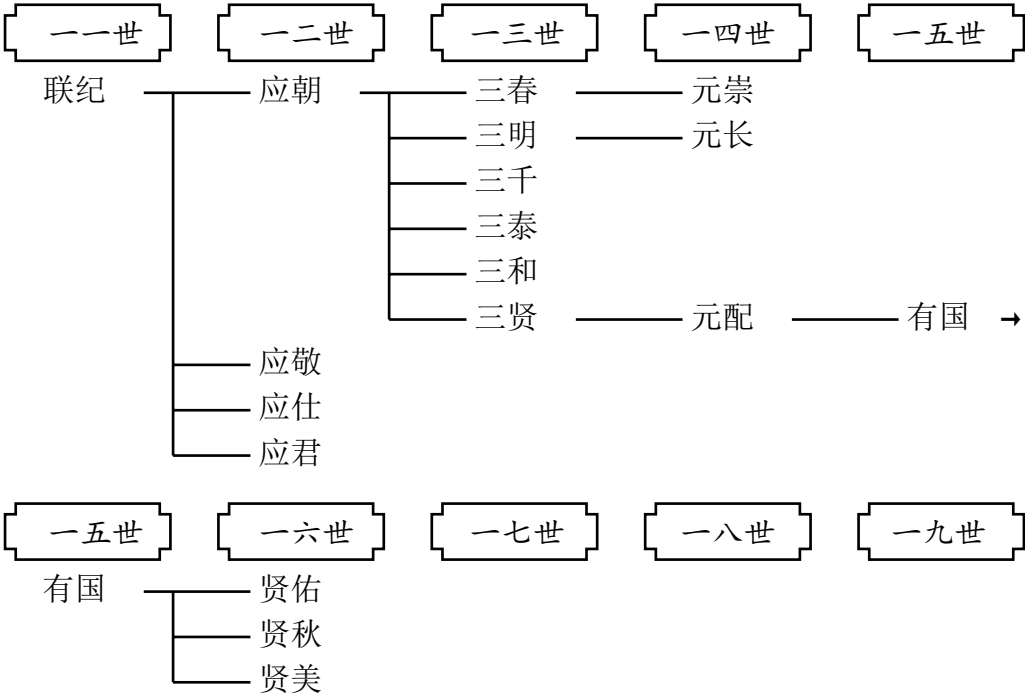 一一世 一二世 一三世 一四世 一五世
联纪 应朝 三春 元崇
三明 元长
三千
三泰
三和
三贤 元配 有国 →
应敬
应仕
应君
一五世 一六世 一七世 一八世 一九世
有国 贤佑
贤秋
贤美